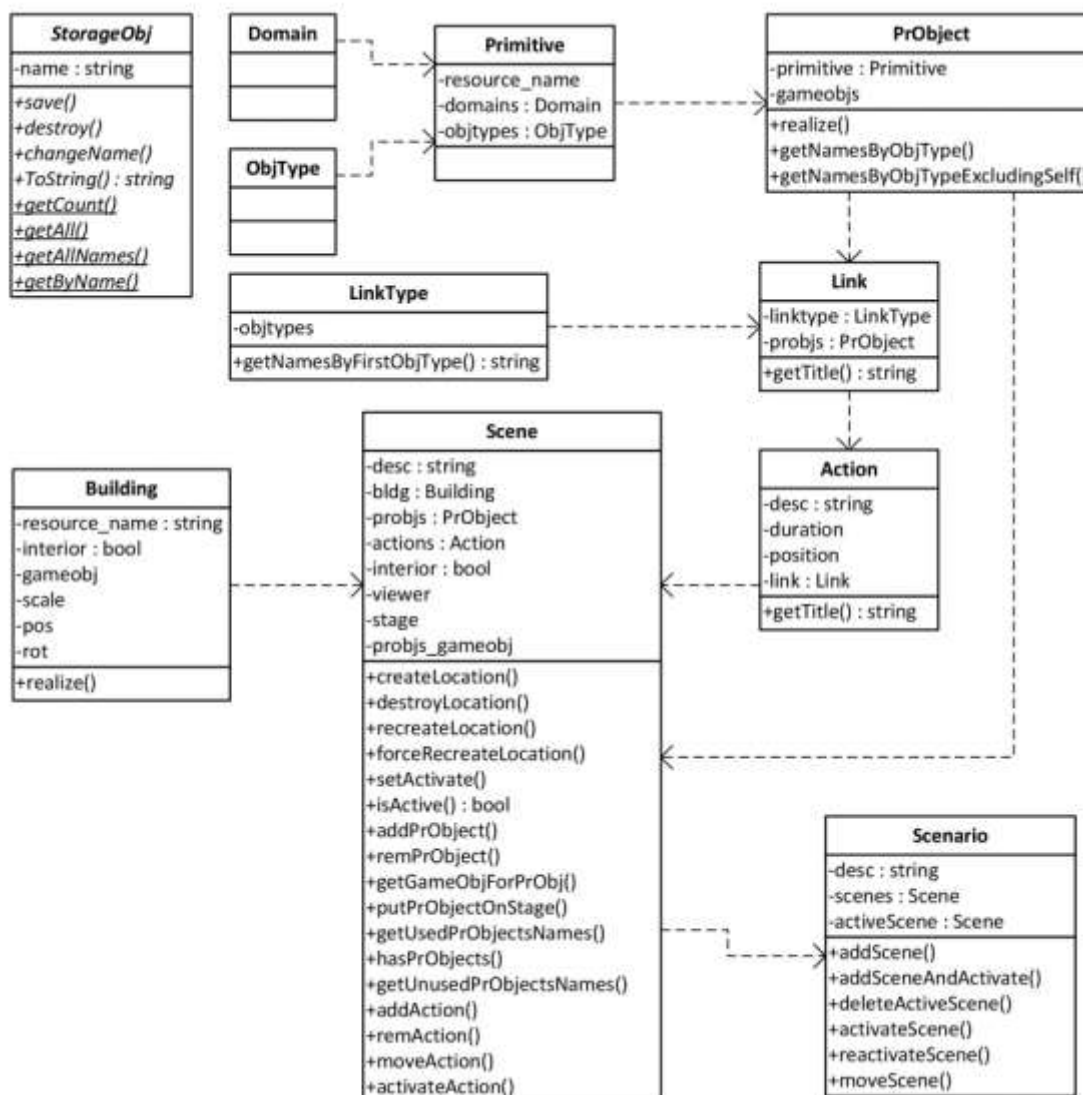 StorageObj
-name : string
+save()
+destroy()
+changeName()
+ToString() : string
+getCount()
+getAll()
+getAllNames()
+getByName()
Domain
ObjType
Primitive
-resource_name
-domains : Domain
-objtypes : ObjType
PrObject
-primitive : Primitive
-gameobjs
+realize()
+getNamesByObjType()
+getNamesByObjTypeExcludingSelf()
LinkType
-objtypes
+getNamesByFirstObjType() : string
Link
-linktype : LinkType
-probjs : PrObject
+getTitle() : string
Building
-resource_name : string
-interior : bool
-gameobj
-scale
-pos
-rot
+realize()
Scene
-desc : string
-bldg : Building
-probjs : PrObject
-actions : Action
-interior : bool
-viewer
-stage
-probjs_gameobj
+createLocation()
+destroyLocation()
+recreateLocation()
+forceRecreateLocation()
+setActivate()
+isActive() : bool
+addPrObject()
+remPrObject()
+getGameObjForPrObj()
+putPrObjectOnStage()
+getUsedPrObjectsNames()
+hasPrObjects()
+getUnusedPrObjectsNames()
+addAction()
+remAction()
+moveAction()
+activateAction()
Action
-desc : string
-duration
-position
-link : Link
+getTitle() : string
Scenario
-desc : string
-scenes : Scene
-activeScene : Scene
+addScene()
+addSceneAndActivate()
+deleteActiveScene()
+activateScene()
+reactivateScene()
+moveScene()